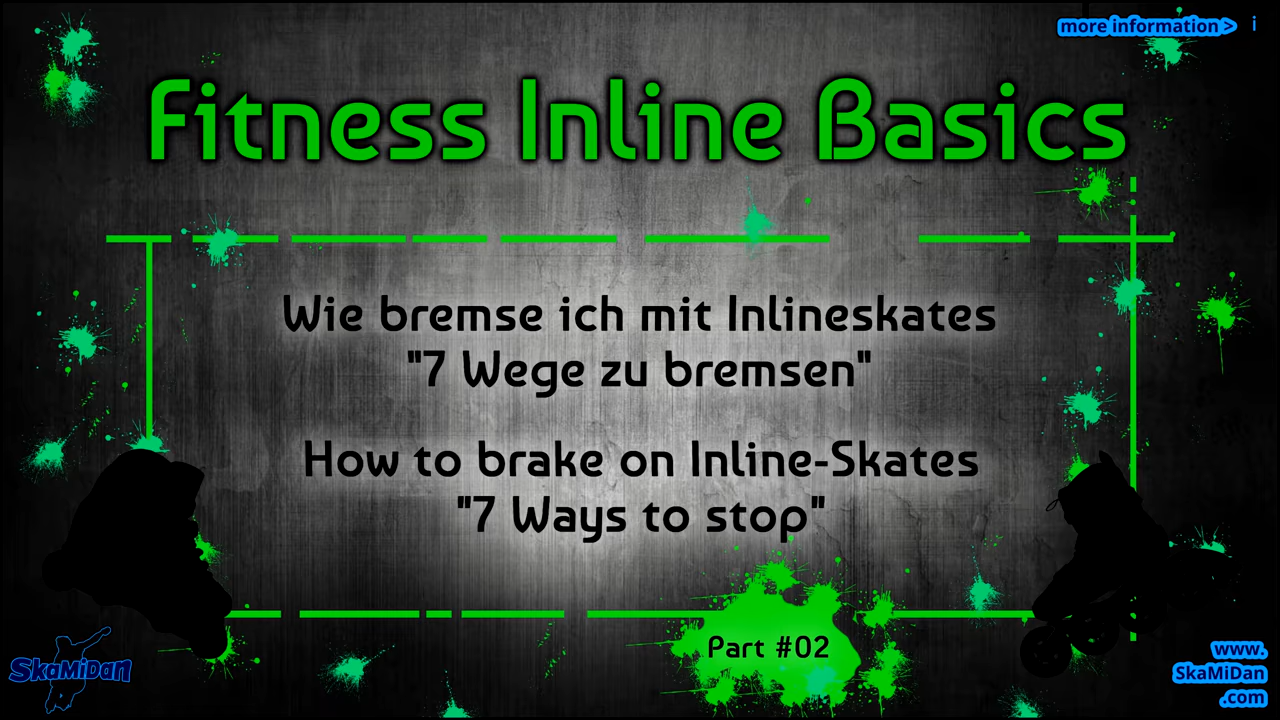 more information > i
Fitness Inline Basics
Wie bremse ich mit Inlineskates
"7 Wege zu bremsen"
How to brake on Inline-Skates
"7 Ways to stop"
Part #02
SkaMiDan
www.
SkaMiDan
.com